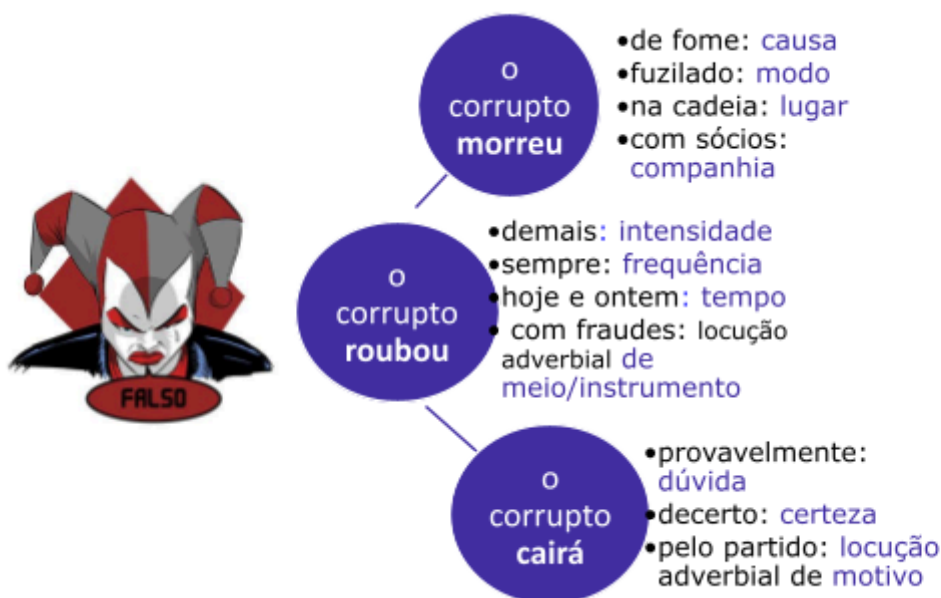 o
corrupto
morreu
•de fome: causa
•fuzilado: modo
•na cadeia: lugar
•com sócios:
companhia
FALSO
o
corrupto
roubou
•demais: intensidade
•sempre: frequência
•hoje e ontem: tempo
• com fraudes: locução
adverbial de
meio/instrumento
o
corrupto
cairá
•provavelmente:
dúvida
•decerto: certeza
•pelo partido: locução
adverbial de motivo